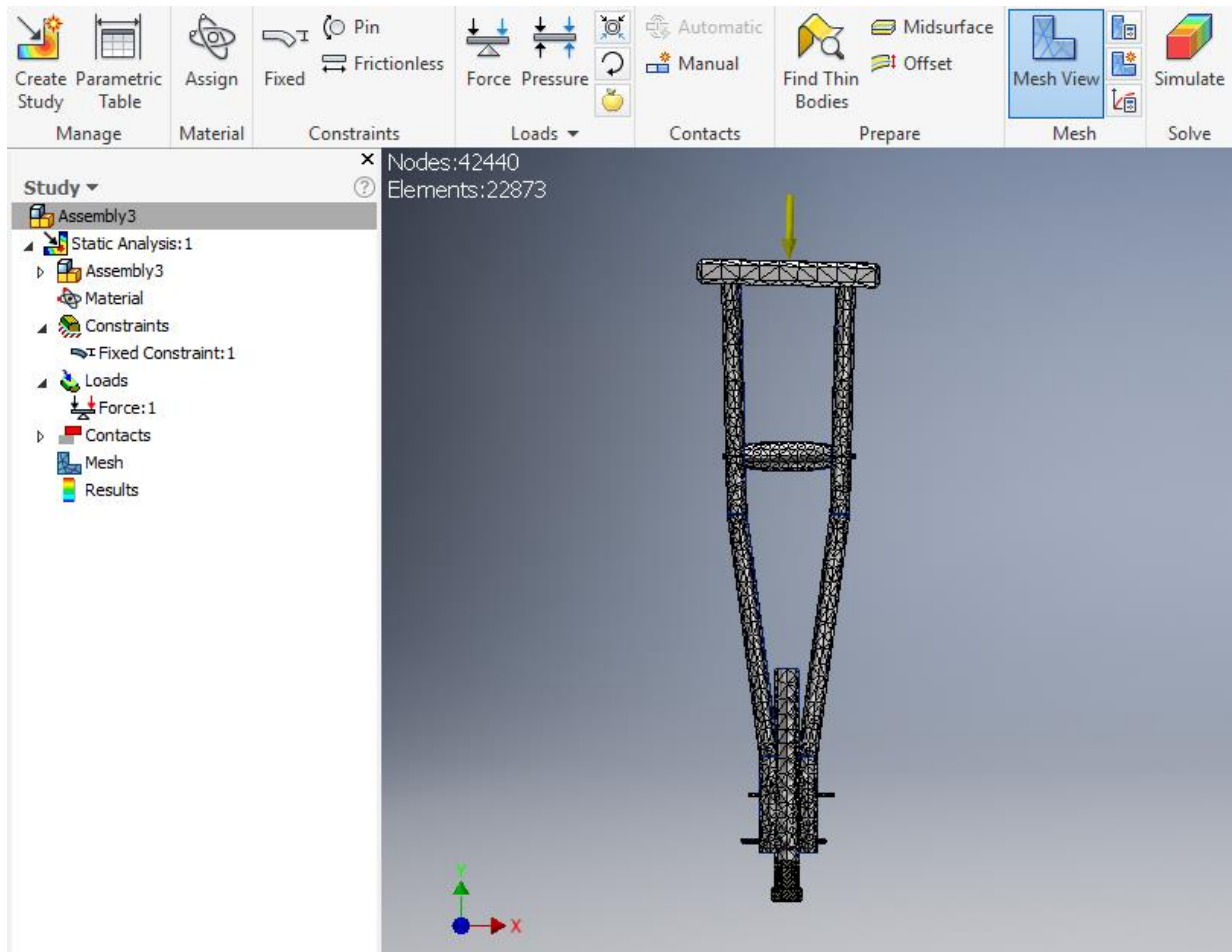 Create Study
Parametric Table
Manage
Assign
Material
Fixed
Pin
Frictionless
Constraints
Force
Pressure
Loads
Automatic
Manual
Contacts
Find Thin Bodies
Midsurface
Offset
Prepare
Mesh View
Mesh
Simulate
Solve
Study
Assembly3
Static Analysis:1
Assembly3
Material
Constraints
Fixed Constraint:1
Loads
Force:1
Contacts
Mesh
Results
Nodes:42440
Elements:22873
Y
X